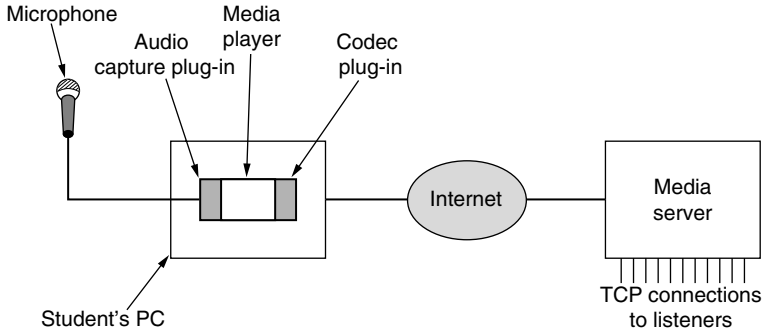 Microphone
Audio
capture plug-in
Media
player
Codec
plug-in
Internet
Media
server
Student's PC
TCP connections
to listeners